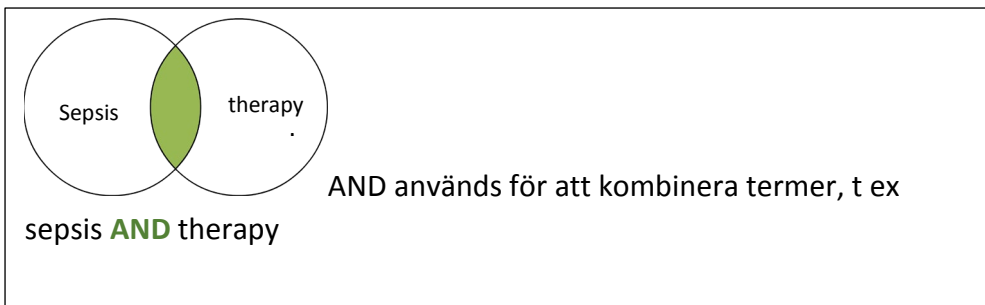 Sepsis
therapy
.
AND används för att kombinera termer, t ex
sepsis AND therapy